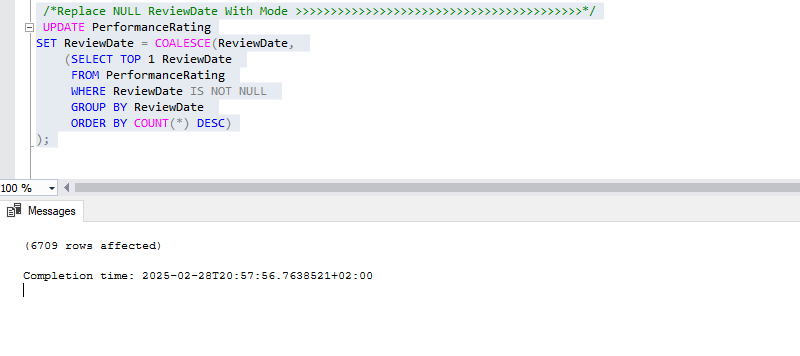 /*Replace NULL ReviewDate With Mode >>>>>>>>>>>>>>>>>>>>>>>>>>>>>>>>>>>>>>>>>*/
UPDATE PerformanceRating
SET ReviewDate = COALESCE(ReviewDate,
(SELECT TOP 1 ReviewDate
FROM PerformanceRating
WHERE ReviewDate IS NOT NULL
GROUP BY ReviewDate
ORDER BY COUNT(*) DESC)
);
100 %
Messages
(6709 rows affected)
Completion time: 2025-02-28T20:57:56.7638521+02:00